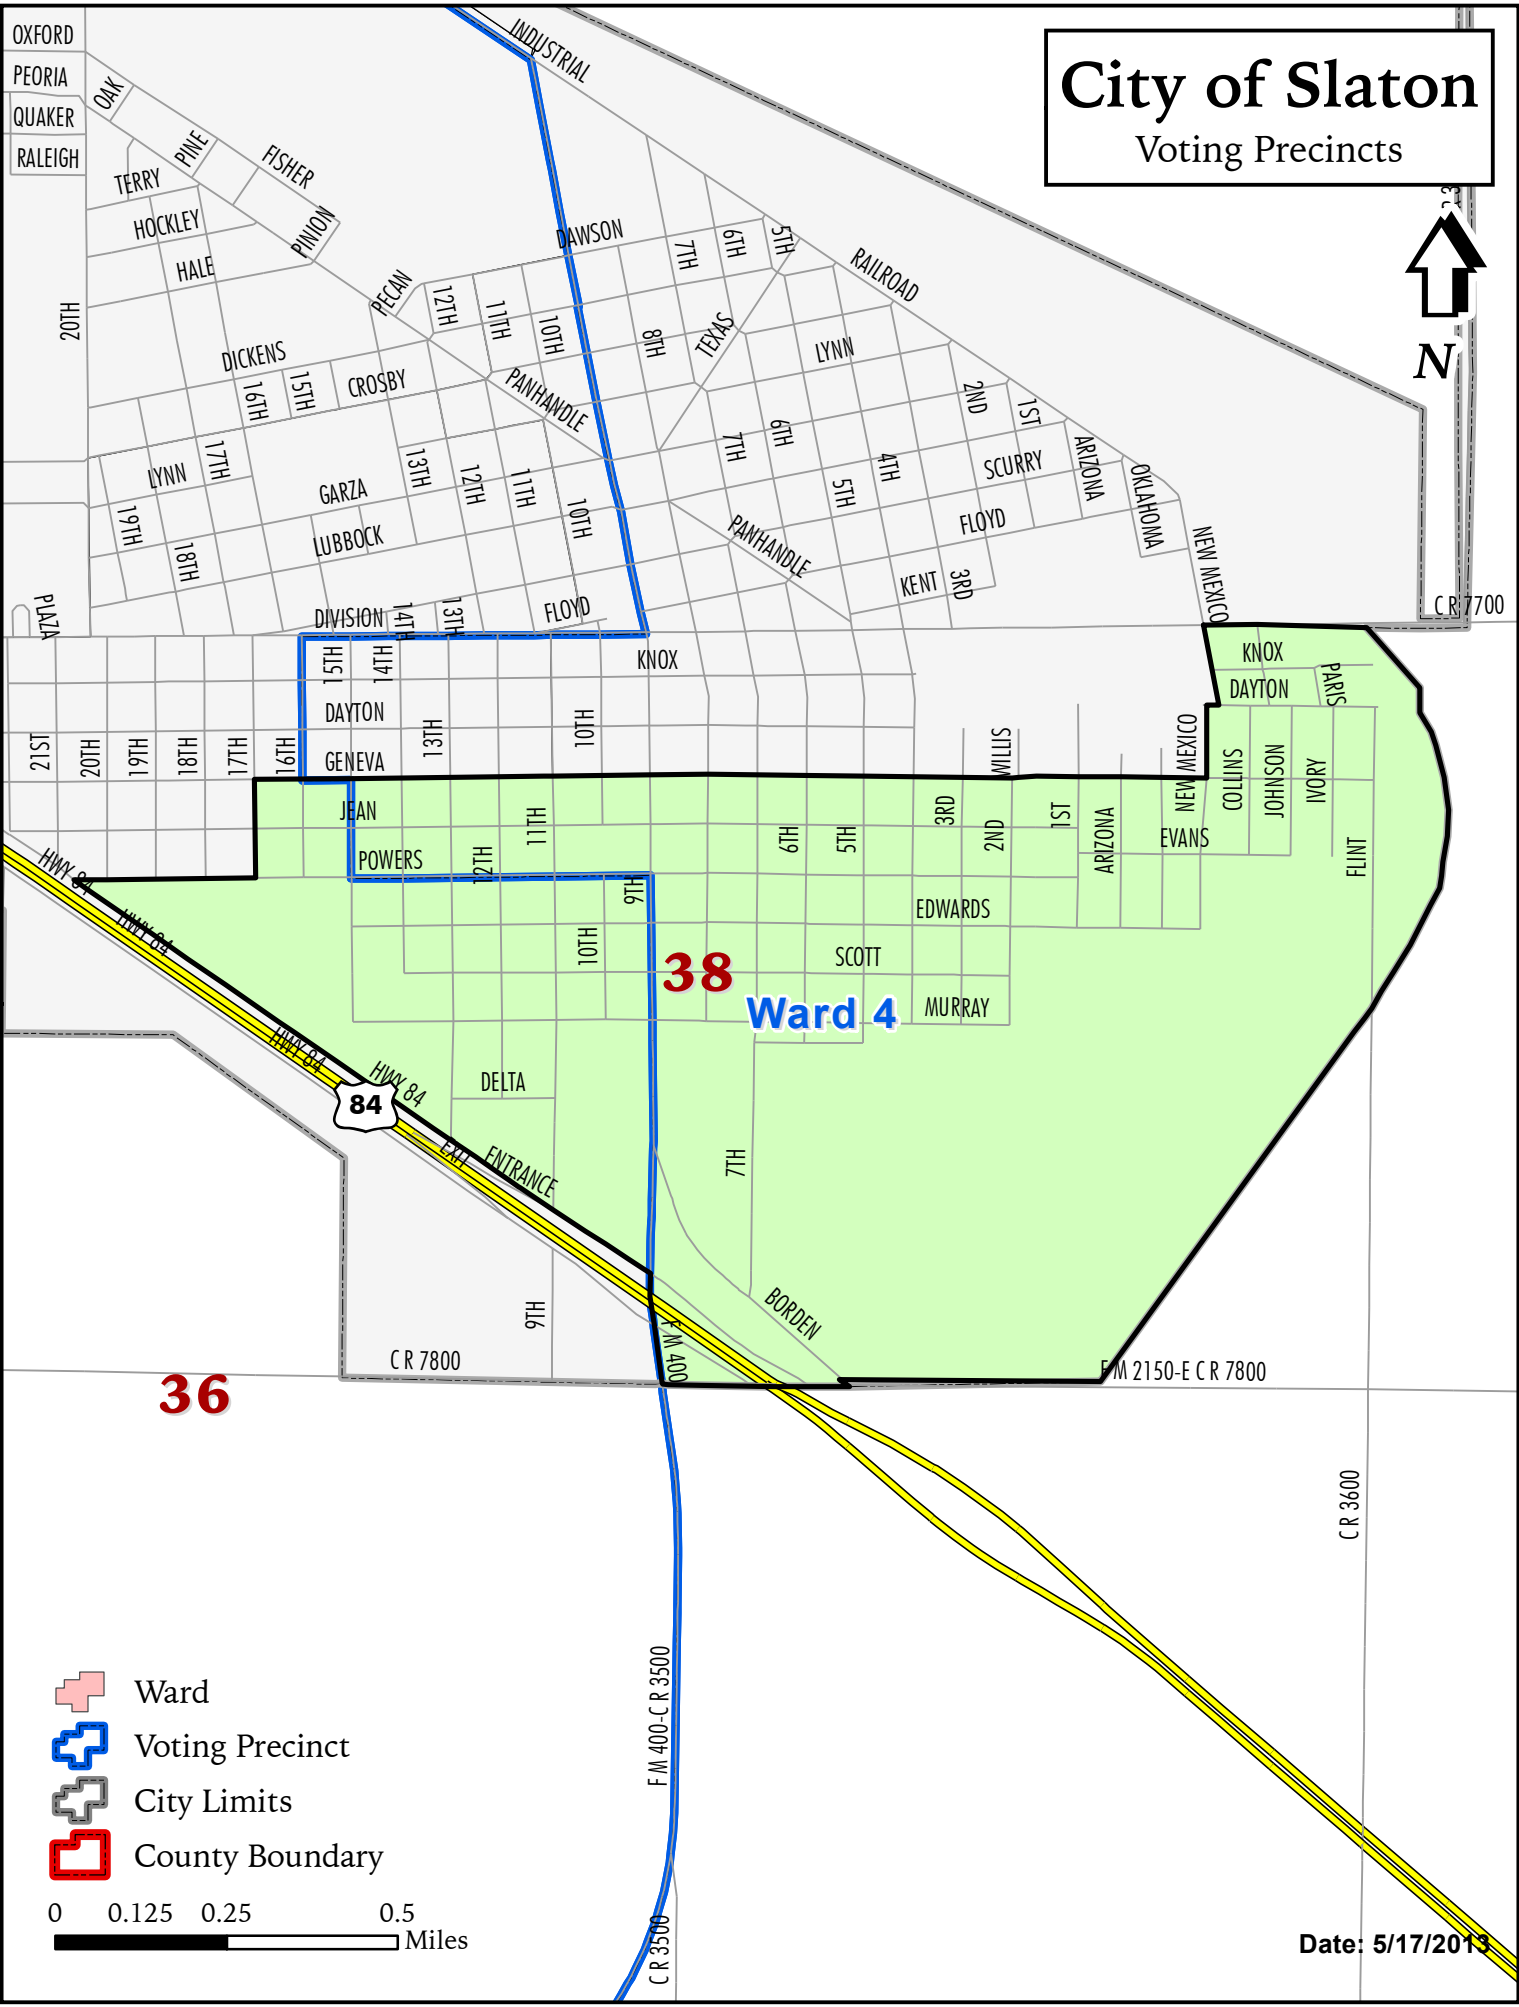 City of Slaton
Voting Precincts
OXFORD
PEORIA
QUAKER
RALEIGH
OAK
PINE
FISHER
PINION
INDUSTRIAL
TERRY
HOCKLEY
HALE
20TH
PECAN
DAWSON
7TH
6TH
5TH
RAILROAD
12TH
11TH
10TH
8TH
TEXAS
LYNN
N
DICKENS
16TH
15TH
CROSBY
PANHANDLE
2ND
1ST
LYNN
17TH
13TH
12TH
11TH
7TH
6TH
4TH
5TH
SCURRY
ARIZONA
OKLAHOMA
GARZA
19TH
18TH
LUBBOCK
10TH
PANHANDLE
FLOYD
NEW MEXICO
KENT
3RD
PLAZA
DIVISION
14TH
13TH
FLOYD
C R 7700
15TH
14TH
KNOX
KNOX
DAYTON
PARIS
DAYTON
21ST
20TH
19TH
18TH
17TH
16TH
13TH
10TH
GENEVA
WILLIS
NEW MEXICO
COLLINS
JOHNSON
IVORY
JEAN
11TH
6TH
5TH
3RD
2ND
1ST
ARIZONA
EVANS
FLINT
HWY 84
POWERS
12TH
9TH
HWY 84
EDWARDS
10TH
SCOTT
38
Ward 4
MURRAY
HWY 84
HWY 84
84
DELTA
EXIT
ENTRANCE
7TH
9TH
BORDEN
F M 400
C R 7800
F M 2150-E C R 7800
36
C R 3600
F M 400-C R 3500
C R 3500
Ward
Voting Precinct
City Limits
County Boundary
0 0.125 0.25 0.5
Miles
Date: 5/17/2013